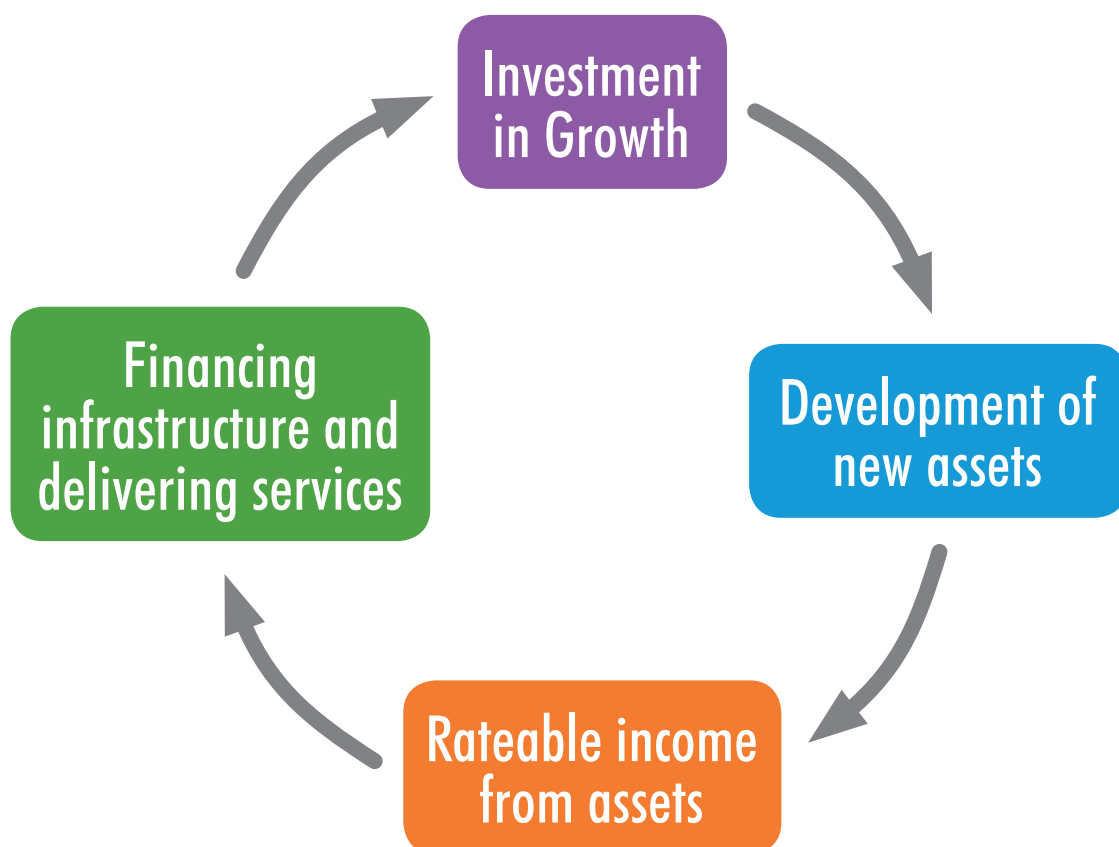 Investment
in Growth
Development of
new assets
Rateable income
from assets
Financing
infrastructure and
delivering services